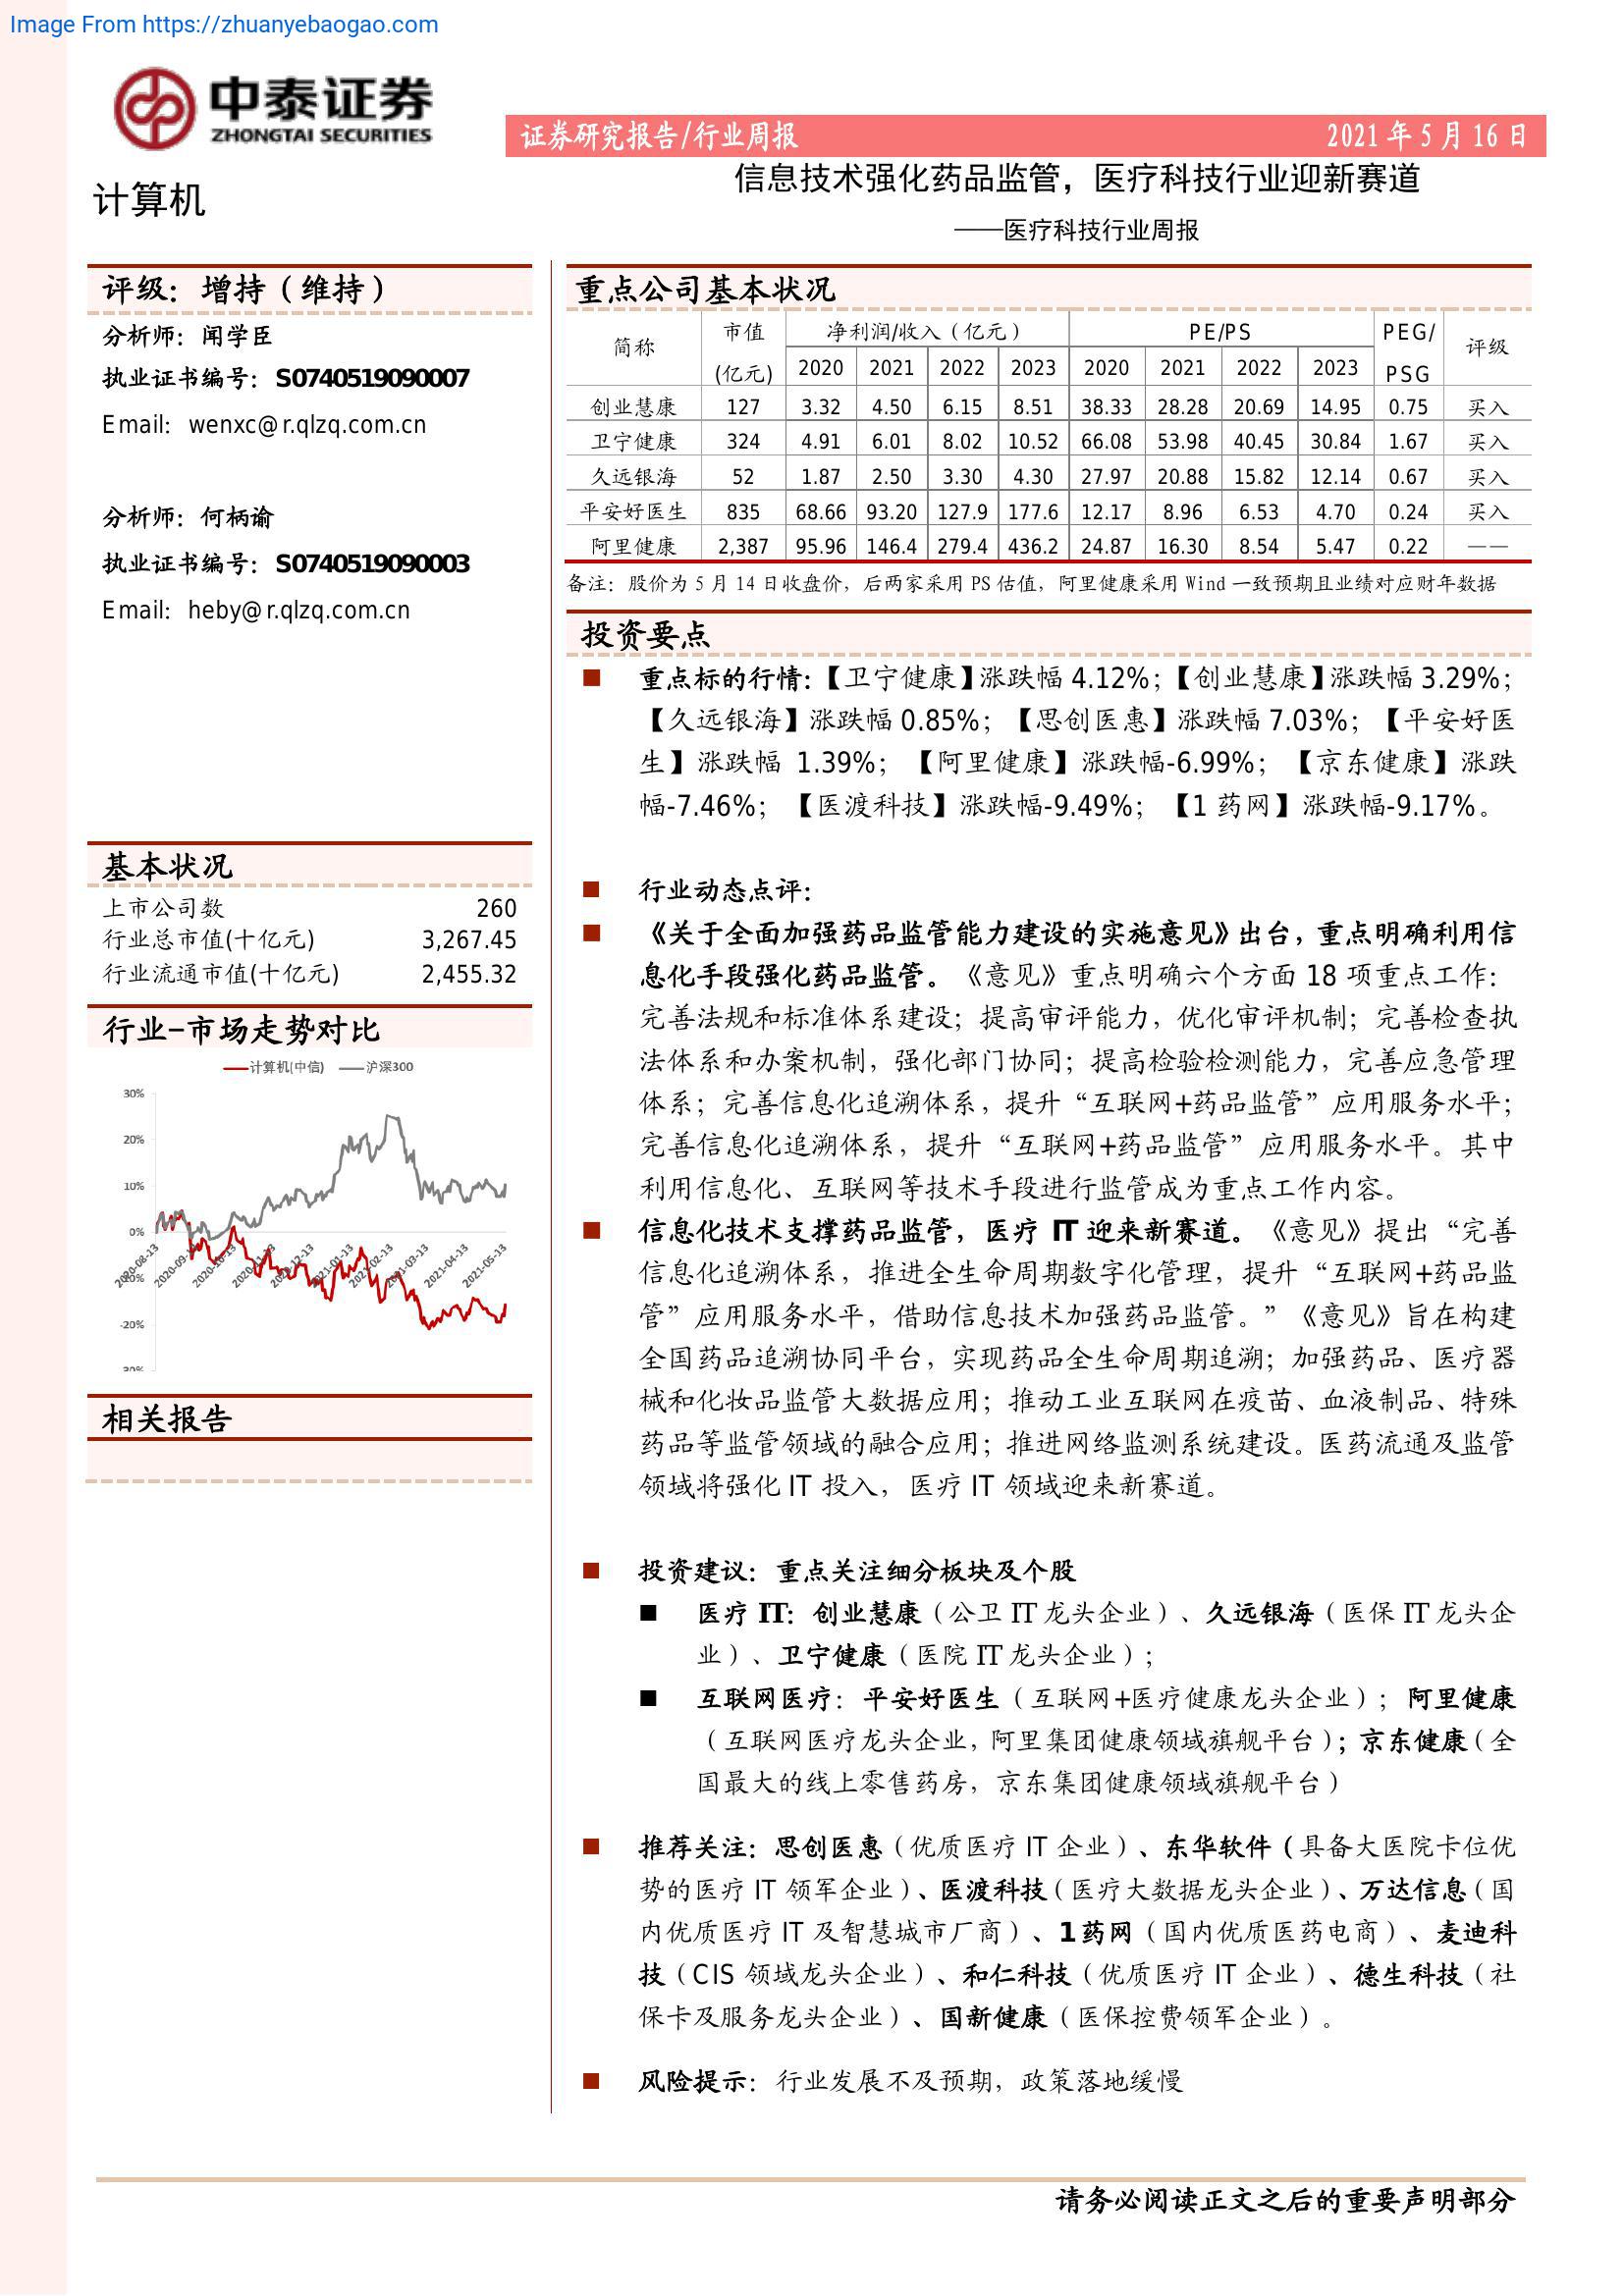 Image From https://zhuanyebaogao.com
中泰证券
ZHONGTAI SECURITIES
证券研究报告/行业周报 2021 年 5 月 16 日
计算机
信息技术强化药品监管，医疗科技行业迎新赛道
——医疗科技行业周报
评级：增持（维持）
分析师：闻学臣
执业证书编号：S0740519090007
Email: wenxc@r.qlzq.com.cn
分析师：何柄谕
执业证书编号：S0740519090003
Email: heby@r.qlzq.com.cn
基本状况
上市公司数 260
行业总市值(十亿元) 3,267.45
行业流通市值(十亿元) 2,455.32
行业-市场走势对比
计算机(中信) 沪深300
30%
20%
10%
0%
-10%
-20%
-30%
2020-08-13 2020-09-13 2020-10-13 2020-11-13 2020-12-13 2021-01-13 2021-02-13 2021-03-13 2021-04-13 2021-05-13
相关报告
重点公司基本状况
简称 市值 净利润/收入（亿元） PE/PS PEG/ 评级
(亿元) 2020 2021 2022 2023 2020 2021 2022 2023 PSG
创业慧康 127 3.32 4.50 6.15 8.51 38.33 28.28 20.69 14.95 0.75 买入
卫宁健康 324 4.91 6.01 8.02 10.52 66.08 53.98 40.45 30.84 1.67 买入
久远银海 52 1.87 2.50 3.30 4.30 27.97 20.88 15.82 12.14 0.67 买入
平安好医生 835 68.66 93.20 127.9 177.6 12.17 8.96 6.53 4.70 0.24 买入
阿里健康 2,387 95.96 146.4 279.4 436.2 24.87 16.30 8.54 5.47 0.22 ——
备注：股价为 5 月 14 日收盘价，后两家采用 PS 估值，阿里健康采用 Wind 一致预期且业绩对应财年数据
投资要点
■ 重点标的行情：【卫宁健康】涨跌幅 4.12%；【创业慧康】涨跌幅 3.29%；
【久远银海】涨跌幅 0.85%；【思创医惠】涨跌幅 7.03%；【平安好医
生】涨跌幅 1.39%；【阿里健康】涨跌幅-6.99%；【京东健康】涨跌
幅-7.46%；【医渡科技】涨跌幅-9.49%；【1 药网】涨跌幅-9.17%。
■ 行业动态点评：
■ 《关于全面加强药品监管能力建设的实施意见》出台，重点明确利用信
息化手段强化药品监管。《意见》重点明确六个方面 18 项重点工作：
完善法规和标准体系建设；提高审评能力，优化审评机制；完善检查执
法体系和办案机制，强化部门协同；提高检验检测能力，完善应急管理
体系；完善信息化追溯体系，提升“互联网+药品监管”应用服务水平；
完善信息化追溯体系，提升“互联网+药品监管”应用服务水平。其中
利用信息化、互联网等技术手段进行监管成为重点工作内容。
■ 信息化技术支撑药品监管，医疗 IT 迎来新赛道。《意见》提出“完善
信息化追溯体系，推进全生命周期数字化管理，提升“互联网+药品监
管”应用服务水平，借助信息技术加强药品监管。”《意见》旨在构建
全国药品追溯协同平台，实现药品全生命周期追溯；加强药品、医疗器
械和化妆品监管大数据应用；推动工业互联网在疫苗、血液制品、特殊
药品等监管领域的融合应用；推进网络监测系统建设。医药流通及监管
领域将强化 IT 投入，医疗 IT 领域迎来新赛道。
■ 投资建议：重点关注细分板块及个股
■ 医疗 IT：创业慧康（公卫 IT 龙头企业）、久远银海（医保 IT 龙头企
业）、卫宁健康（医院 IT 龙头企业）；
■ 互联网医疗：平安好医生（互联网+医疗健康龙头企业）；阿里健康
（互联网医疗龙头企业，阿里集团健康领域旗舰平台）；京东健康（全
国最大的线上零售药房，京东集团健康领域旗舰平台）
■ 推荐关注：思创医惠（优质医疗 IT 企业）、东华软件（具备大医院卡位优
势的医疗 IT 领军企业）、医渡科技（医疗大数据龙头企业）、万达信息（国
内优质医疗 IT 及智慧城市厂商）、1 药网（国内优质医药电商）、麦迪科
技（CIS 领域龙头企业）、和仁科技（优质医疗 IT 企业）、德生科技（社
保卡及服务龙头企业）、国新健康（医保控费领军企业）。
■ 风险提示：行业发展不及预期，政策落地缓慢
请务必阅读正文之后的重要声明部分